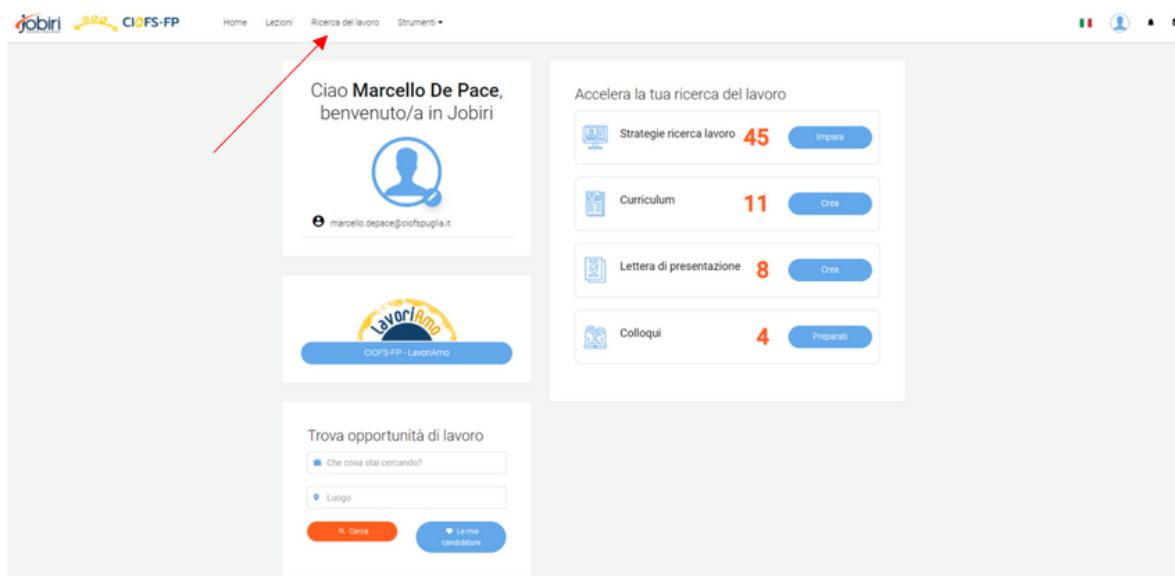 jobiri
CIOFS-FP
Home Lezioni Ricerca del lavoro Strumenti
Ciao Marcello De Pace,
benvenuto/a in Jobiri
marcello.depace@ciofspuglia.it
LavoriAmo
CIOFS-FP - LavoriAmo
Trova opportunità di lavoro
Che cosa stai cercando?
Luogo
Cerca
Le mie
candidature
Accelera la tua ricerca del lavoro
Strategie ricerca lavoro 45 Impara
Curriculum 11 Crea
Lettera di presentazione 8 Crea
Colloqui 4 Preparati